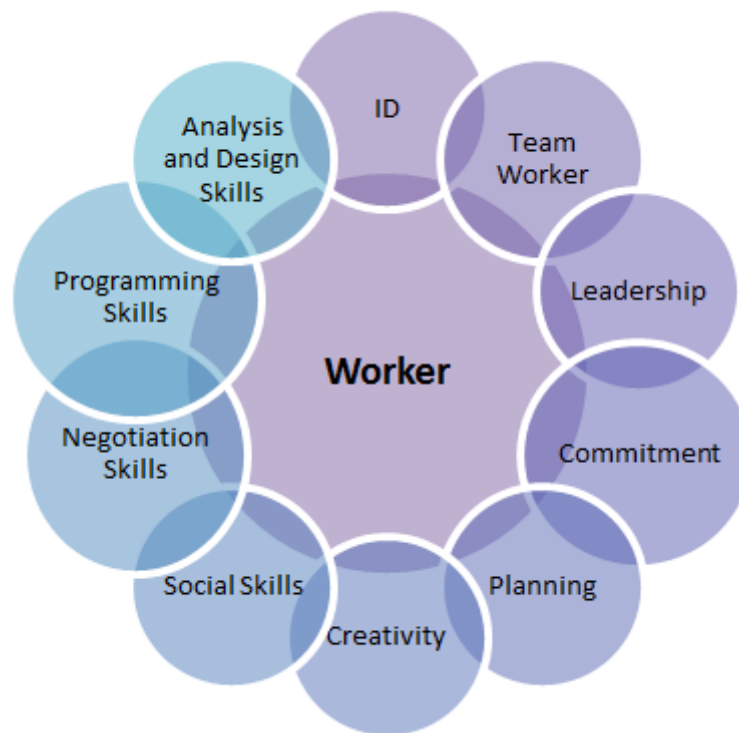 ID
Team
Worker
Leadership
Commitment
Planning
Creativity
Social Skills
Negotiation
Skills
Programming
Skills
Analysis
and Design
Skills
Worker